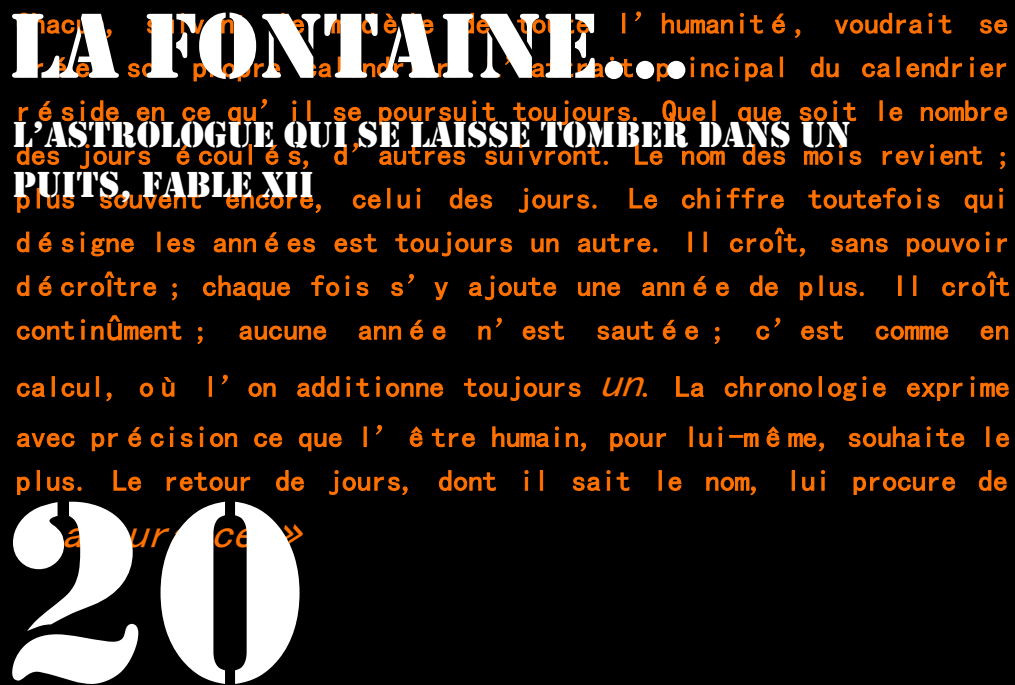 LA FONTAINE...
L'ASTROLOGUE QUI SE LAISSE TOMBER DANS UN
PUITS, FABLE XII
toute l'humanité, voudrait se
propre calendrier. L'attrait principal du calendrier
réside en ce qu'il se poursuit toujours. Quel que soit le nombre
des jours écoulés, d'autres suivront. Le nom des mois revient ;
plus souvent encore, celui des jours. Le chiffre toutefois qui
désigne les années est toujours un autre. Il croît, sans pouvoir
décroître ; chaque fois s'y ajoute une année de plus. Il croît
continûment ; aucune année n'est sautée ; c'est comme en
calcul, où l'on additionne toujours un. La chronologie exprime
avec précision ce que l'être humain, pour lui-même, souhaite le
plus. Le retour de jours, dont il sait le nom, lui procure de
»
20